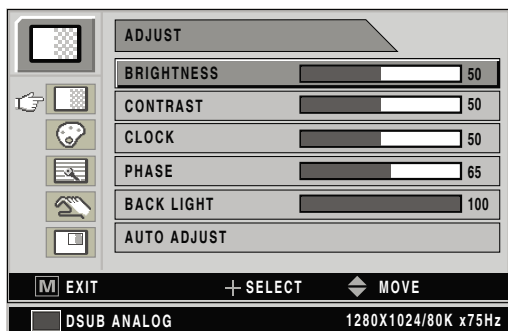 ADJUST
BRIGHTNESS 50
CONTRAST 50
CLOCK 50
PHASE 65
BACK LIGHT 100
AUTO ADJUST
M EXIT + SELECT MOVE
DSUB ANALOG 1280X1024/80K x75Hz